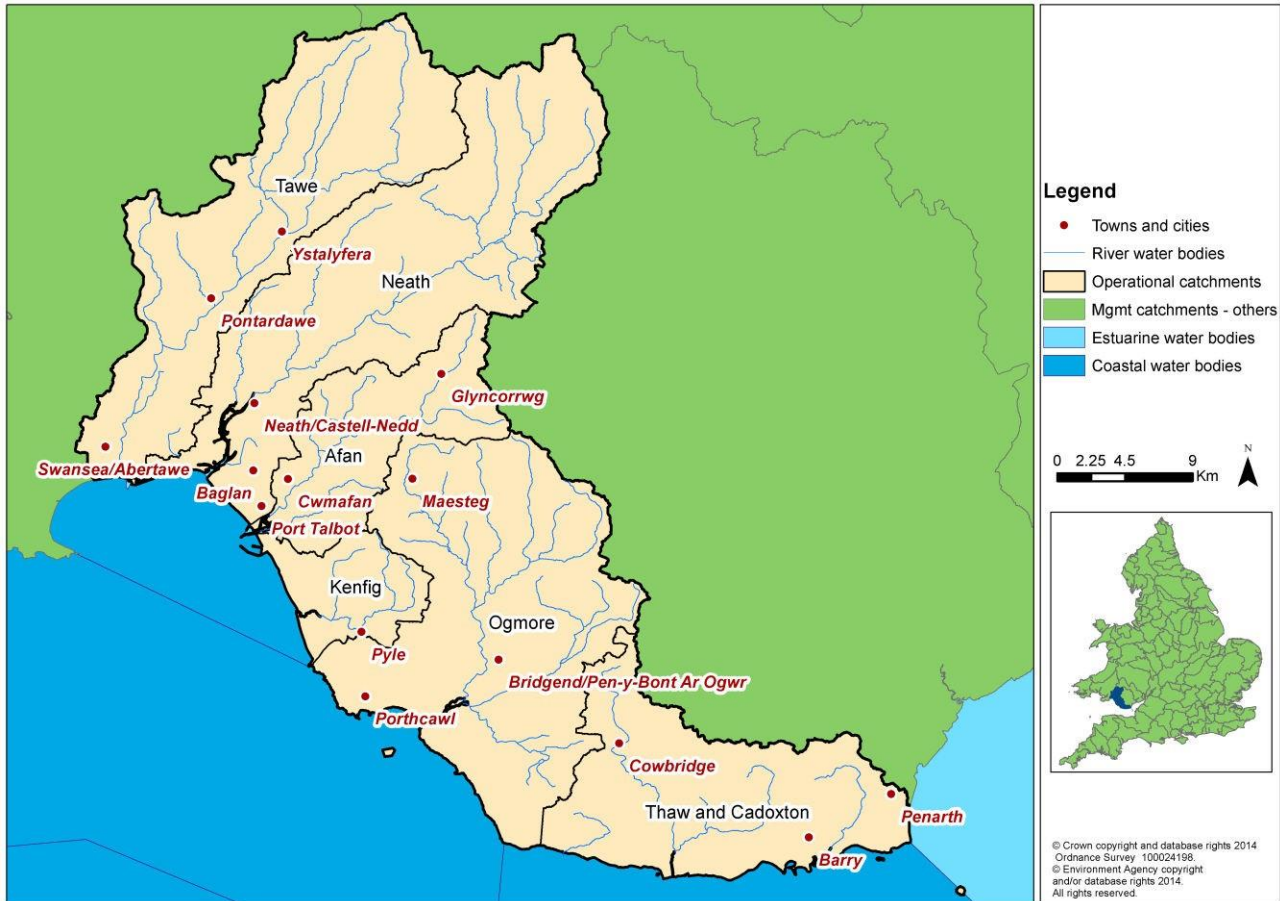 Tawe
Ystalyfera
Neath
Pontardawe
Glyncorrwg
Neath/Castell-Nedd
Afan
Swansea/Abertawe
Baglan
Cwmafan
Maesteg
Port Talbot
Kenfig
Ogmore
Pyle
Bridgend/Pen-y-Bont Ar Ogwr
Porthcawl
Cowbridge
Thaw and Cadoxton
Penarth
Barry
Legend
Towns and cities
River water bodies
Operational catchments
Mgmt catchments - others
Estuarine water bodies
Coastal water bodies
N
0 2.25 4.5 9
Km
© Crown copyright and database rights 2014
Ordnance Survey 100024198.
© Environment Agency copyright
and/or database rights 2014.
All rights reserved.